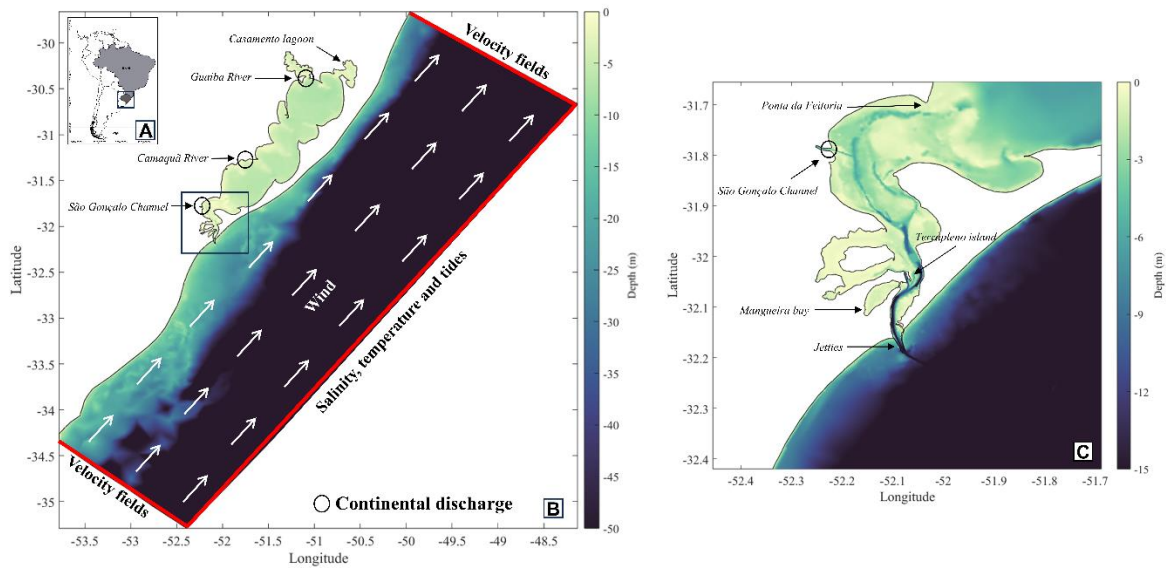 A
-30
-30.5
-31
-31.5
-32
-32.5
-33
-33.5
-34
-34.5
-35
Latitude
-53.5
-53
-52.5
-52
-51.5
-51
-50.5
-50
-49.5
-49
-48.5
Longitude
Casamento lagoon
Guaiba River
Camaquã River
São Gonçalo Channel
Velocity fields
Wind
Salinity, temperature and tides
Velocity fields
Continental discharge
B
0
-5
-10
-15
-20
-25
-30
-35
-40
-45
-50
Depth (m)
-31.7
-31.8
-31.9
-32
-32.1
-32.2
-32.3
-32.4
Latitude
-52.4
-52.3
-52.2
-52.1
-52
-51.9
-51.8
-51.7
Longitude
Ponta da Feitoria
São Gonçalo Channel
Terrapleno island
Mangueira bay
Jetties
C
0
-3
-6
-9
-12
-15
Depth (m)